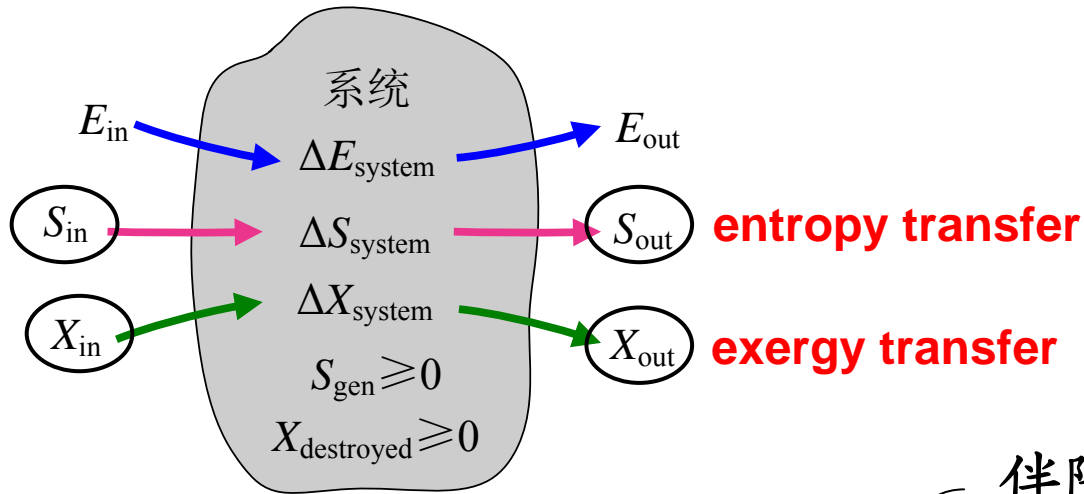 系统
E_in ΔE_system E_out
S_in ΔS_system S_out entropy transfer
X_in ΔX_system X_out exergy transfer
S_gen ≥ 0
X_destroyed ≥ 0
伴